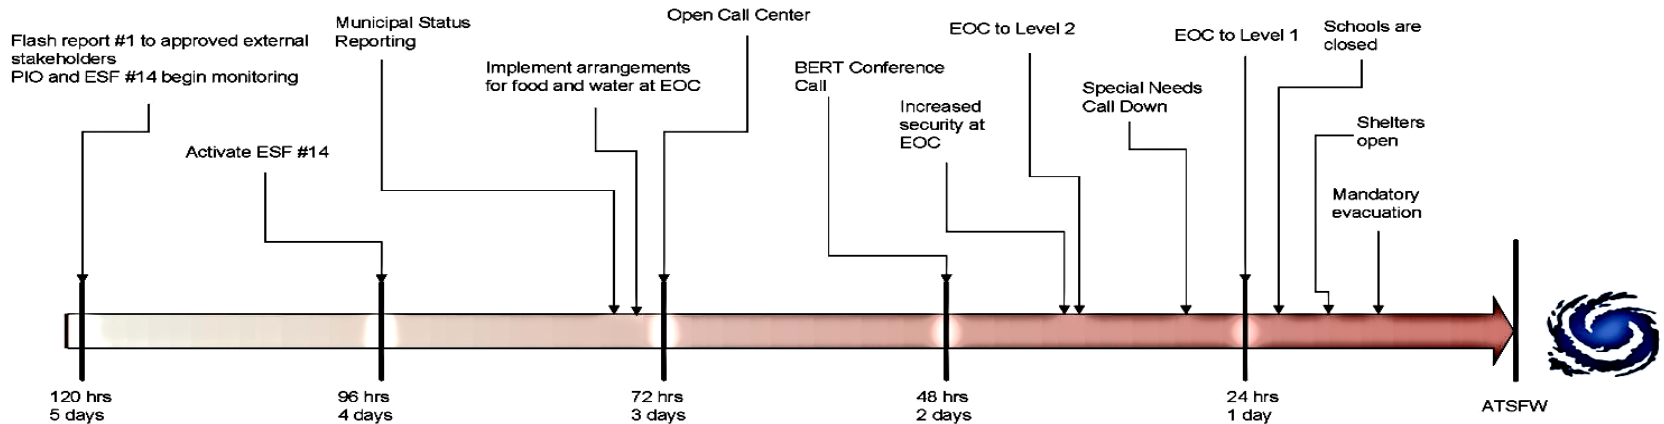 Flash report #1 to approved external
stakeholders
PIO and ESF #14 begin monitoring
Activate ESF #14
Municipal Status
Reporting
Implement arrangements
for food and water at EOC
Open Call Center
BERT Conference
Call
Increased
security at
EOC
EOC to Level 2
Special Needs
Call Down
EOC to Level 1
Schools are
closed
Shelters
open
Mandatory
evacuation
120 hrs
5 days
96 hrs
4 days
72 hrs
3 days
48 hrs
2 days
24 hrs
1 day
ATSFW